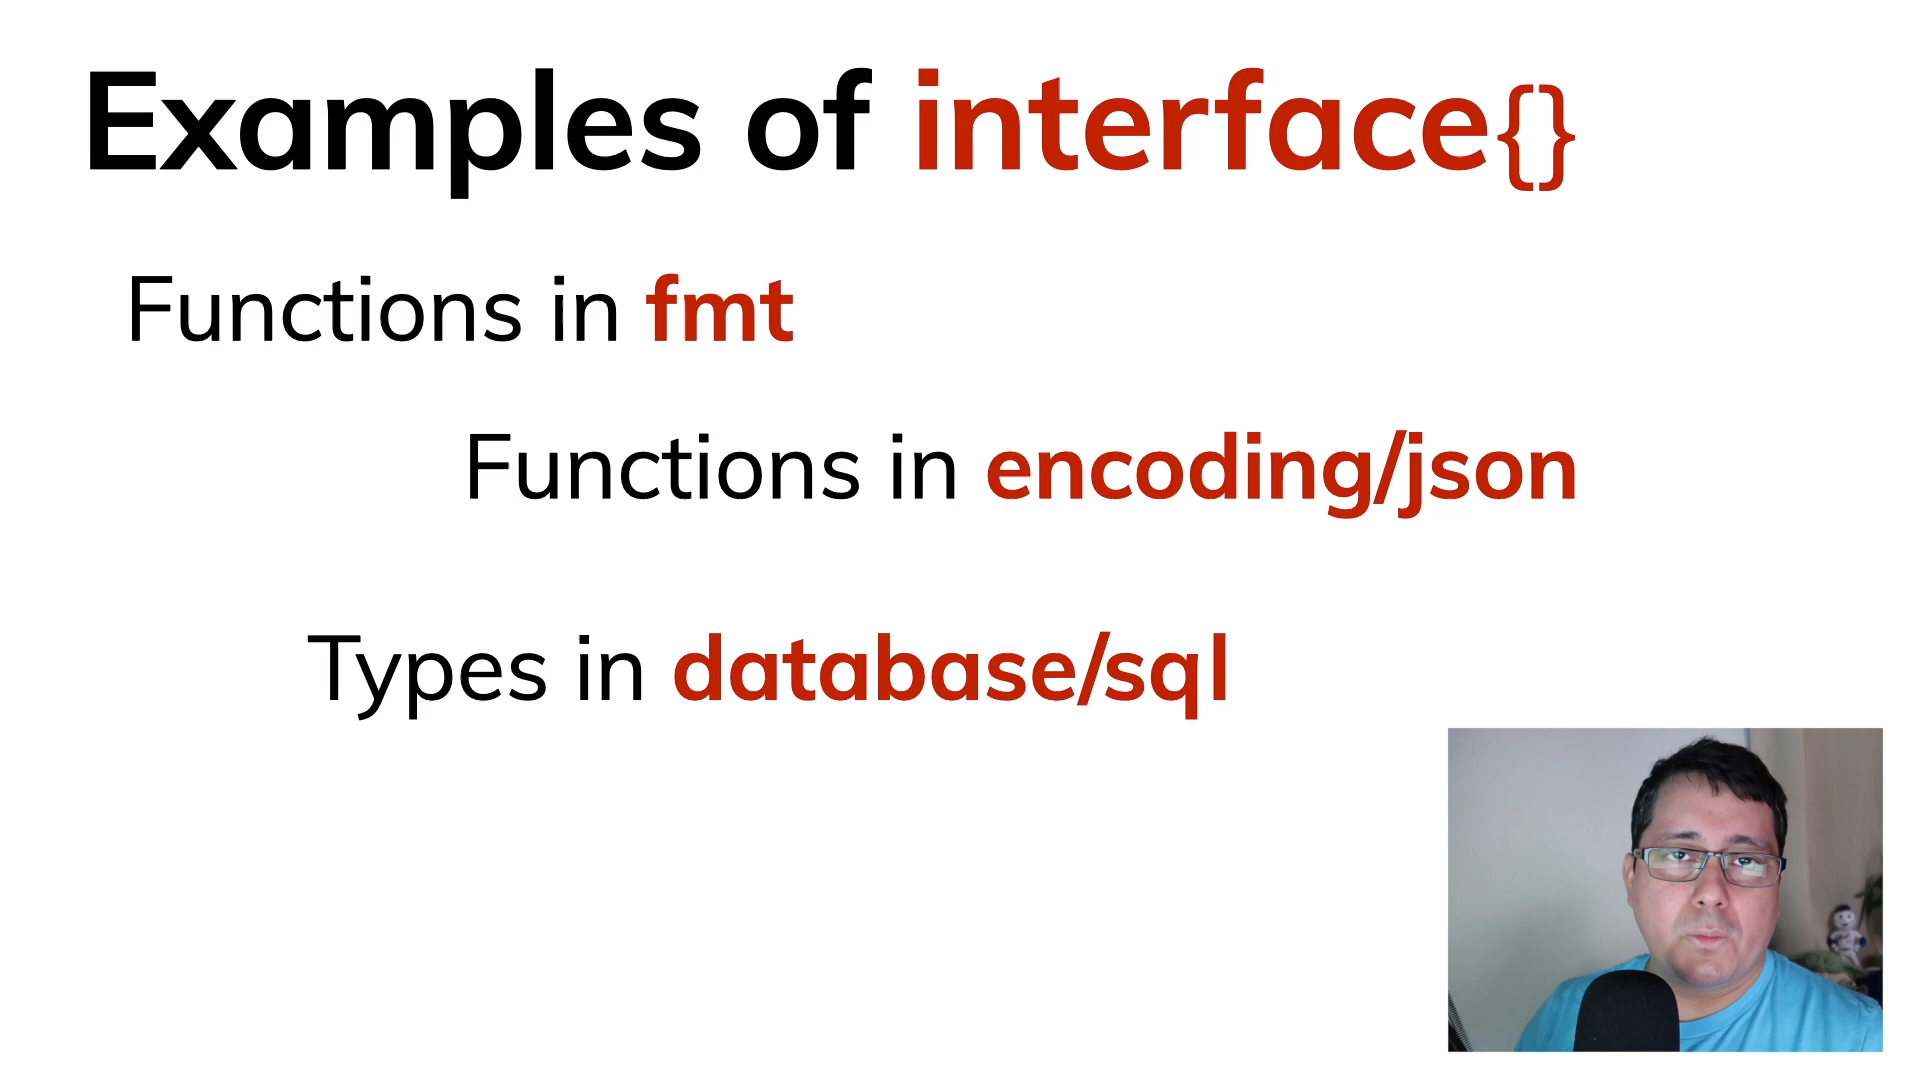 Examples of interface{}
Functions in fmt
Functions in encoding/json
Types in database/sql